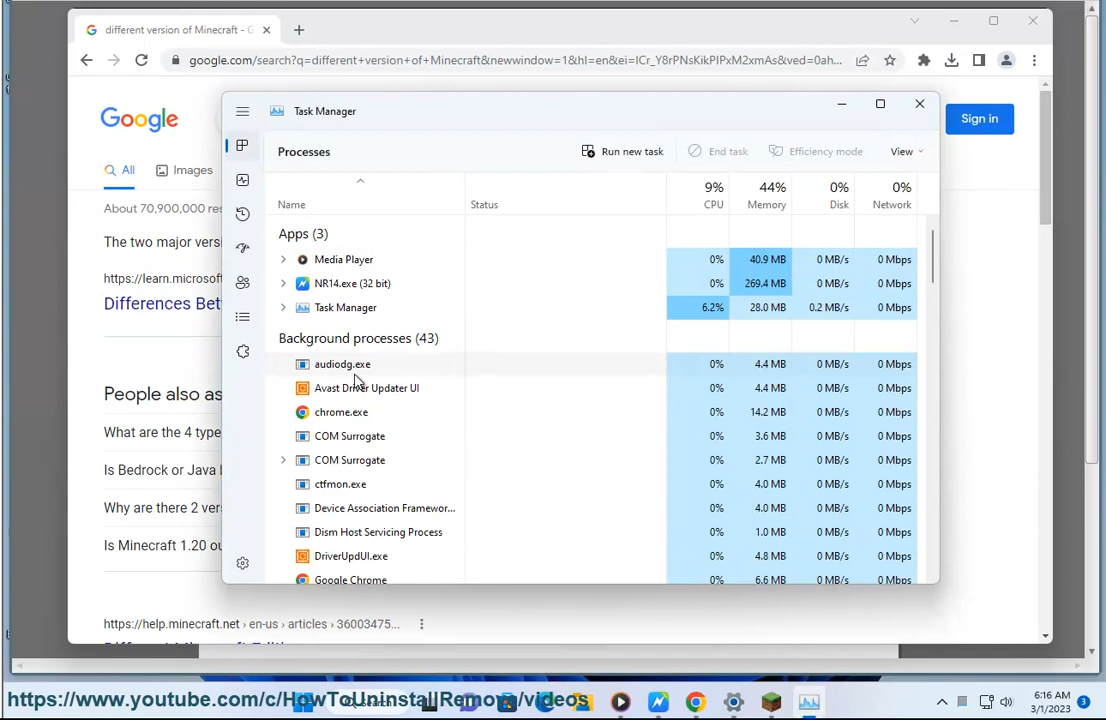 different version of Minecraft - G
google.com/search?q=different+version+of+Minecraft&newwindow=1&hl=en&ei=ICr_Y8rPNsKikPIPxM2xmAs&ved=0ah...
Google
Sign in
All
Images
About 70,900,000 res
The two major versi
https://learn.microsoft
Differences Bet
People also as
What are the 4 type
Is Bedrock or Java b
Why are there 2 ver
Is Minecraft 1.20 ou
https://help.minecraft.net › en-us › articles › 36003475...
Task Manager
Processes
Run new task
End task
Efficiency mode
View
9% 44% 0% 0%
Name Status CPU Memory Disk Network
Apps (3)
Media Player 0% 40.9 MB 0 MB/s 0 Mbps
NR14.exe (32 bit) 0% 269.4 MB 0 MB/s 0 Mbps
Task Manager 6.2% 28.0 MB 0.2 MB/s 0 Mbps
Background processes (43)
audiodg.exe 0% 4.4 MB 0 MB/s 0 Mbps
Avast Driver Updater UI 0% 4.4 MB 0 MB/s 0 Mbps
chrome.exe 0% 14.2 MB 0 MB/s 0 Mbps
COM Surrogate 0% 3.6 MB 0 MB/s 0 Mbps
COM Surrogate 0% 2.7 MB 0 MB/s 0 Mbps
ctfmon.exe 0% 4.0 MB 0 MB/s 0 Mbps
Device Association Framewor... 0% 4.0 MB 0 MB/s 0 Mbps
Dism Host Servicing Process 0% 1.0 MB 0 MB/s 0 Mbps
DriverUpdUI.exe 0% 4.8 MB 0 MB/s 0 Mbps
Google Chrome 0% 6.6 MB 0 MB/s 0 Mbps
https://www.youtube.com/c/HowToUninstallRemove/videos
6:16 AM
3/1/2023
3